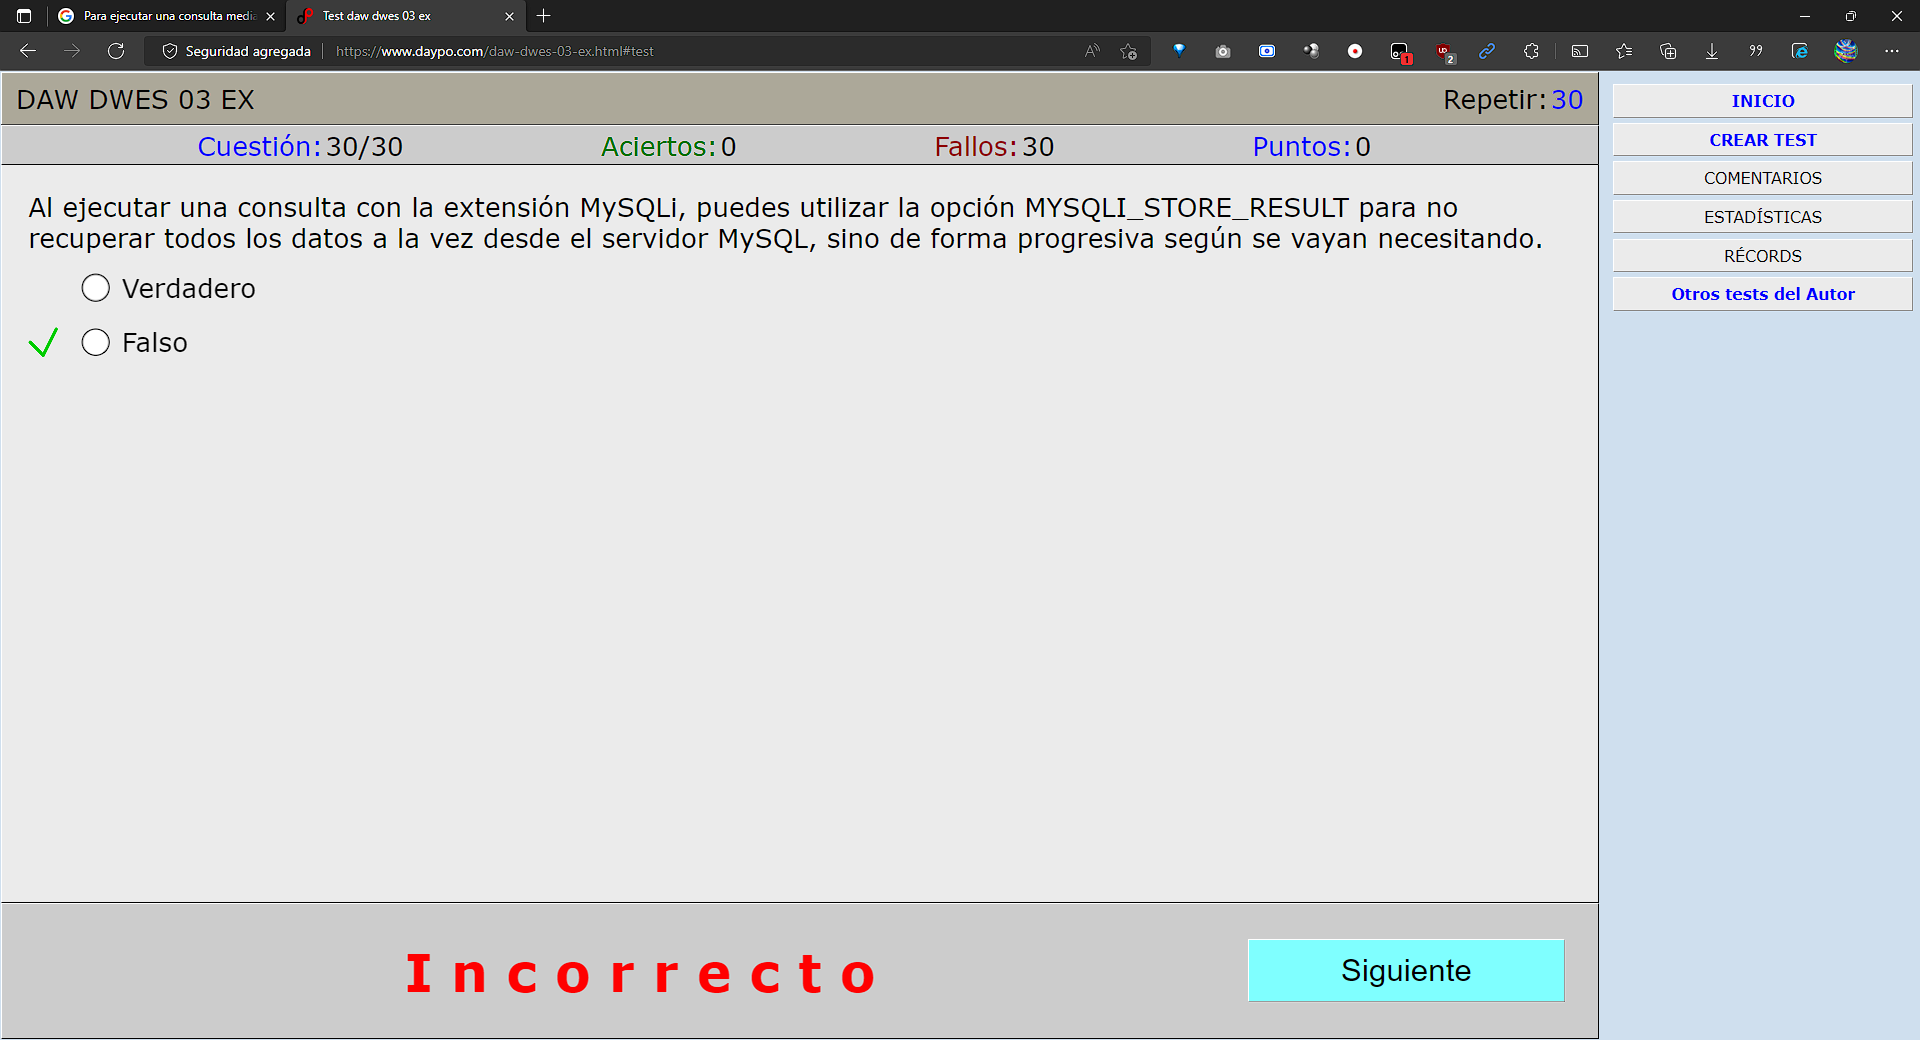 Para ejecutar una consulta media
Test daw dwes 03 ex
Seguridad agregada
https://www.daypo.com/daw-dwes-03-ex.html#test
1
2
DAW DWES 03 EX
Repetir: 30
Cuestión: 30/30
Aciertos: 0
Fallos: 30
Puntos: 0
Al ejecutar una consulta con la extensión MySQLi, puedes utilizar la opción MYSQLI_STORE_RESULT para no
recuperar todos los datos a la vez desde el servidor MySQL, sino de forma progresiva según se vayan necesitando.
Verdadero
Falso
Incorrecto
Siguiente
INICIO
CREAR TEST
COMENTARIOS
ESTADÍSTICAS
RÉCORDS
Otros tests del Autor